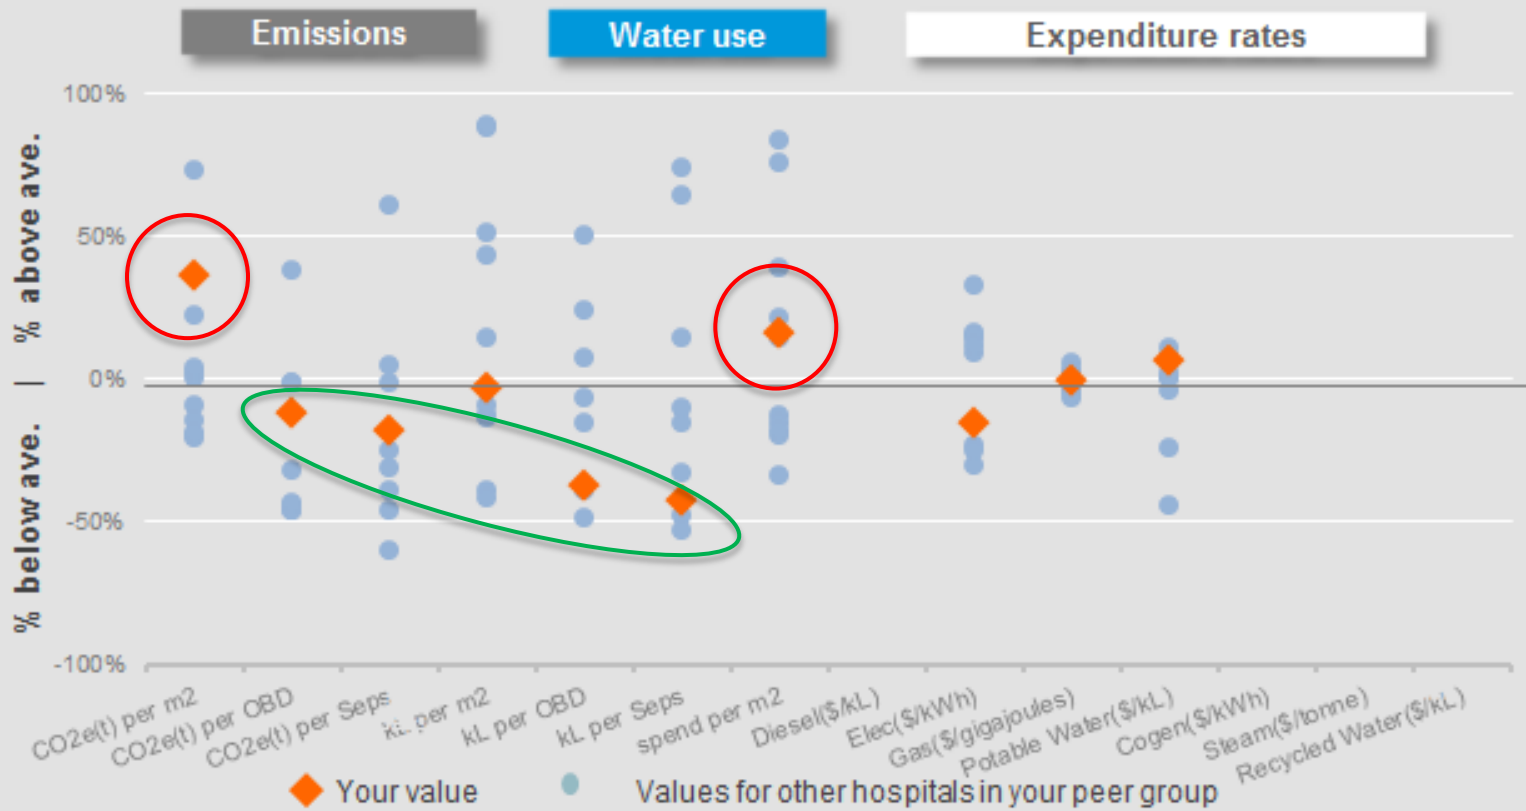 Emissions
Water use
Expenditure rates
% below ave. | % above ave.
100%
50%
0%
-50%
-100%
CO2e(t) per m2
CO2e(t) per OBD
CO2e(t) per Seps
kL per m2
kL per OBD
kL per Seps
spend per m2
Diesel($/kL)
Elec($/kWh)
Gas($/gigajoules)
Potable Water($/kL)
Cogen($/kWh)
Steam($/tonne)
Recycled Water($/kL)
Your value
Values for other hospitals in your peer group